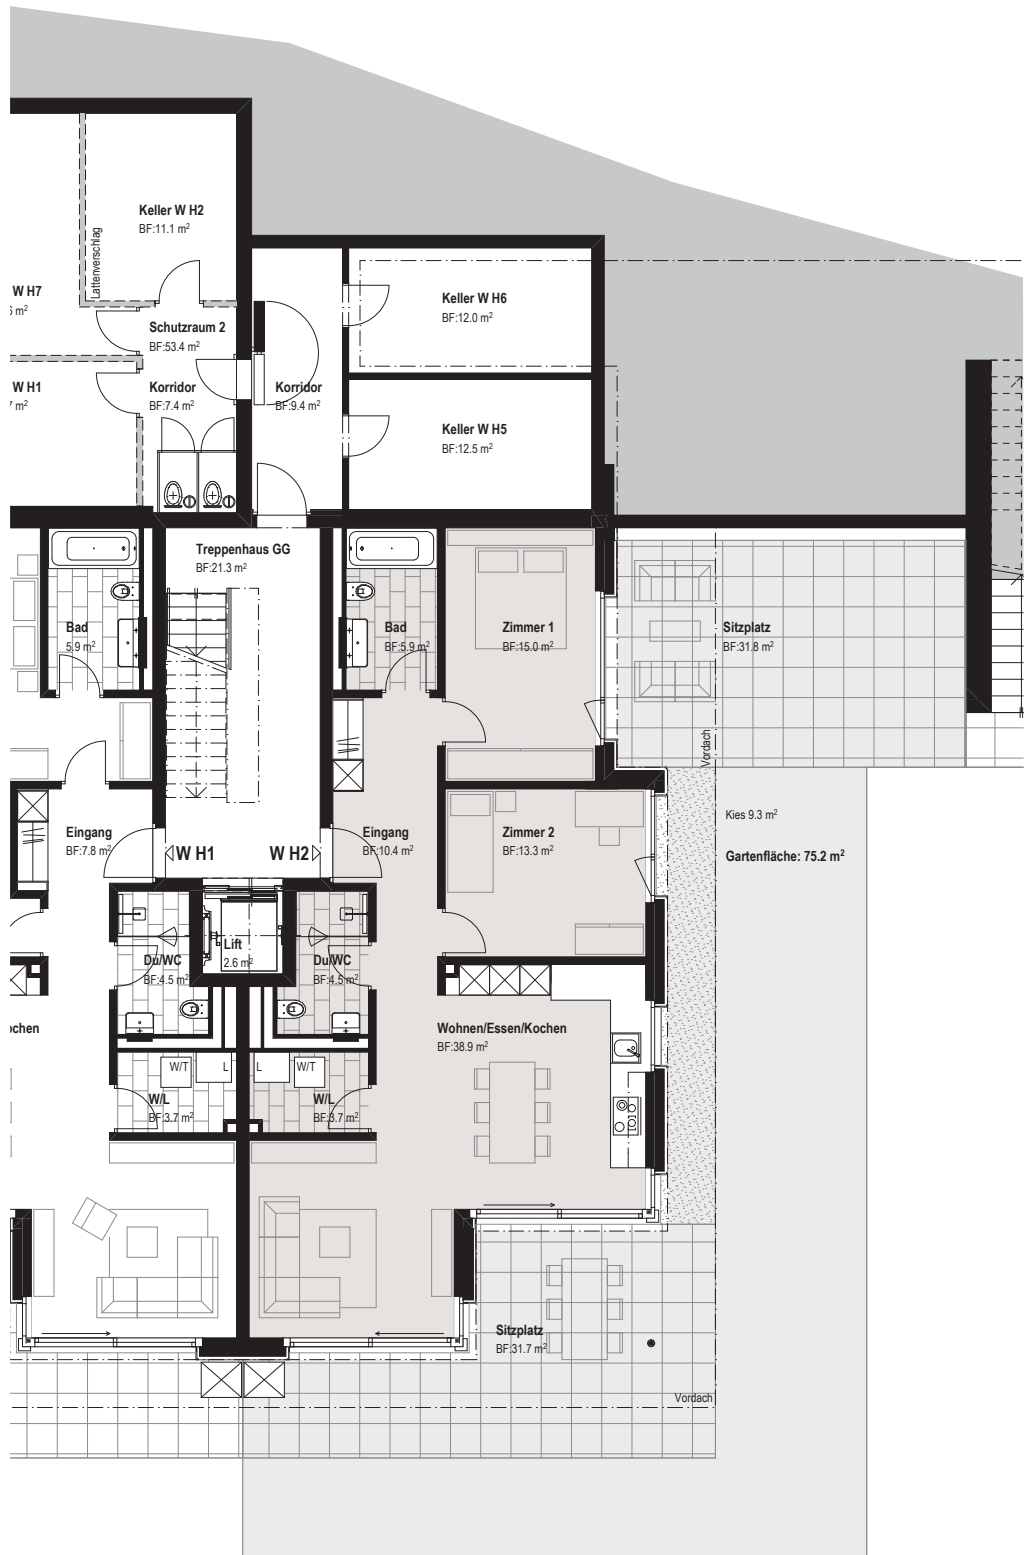 Keller W H2
BF:11.1 m²
Lattenverschlag
W H7
6 m²
Schutzraum 2
BF:53.4 m²
Keller W H6
BF:12.0 m²
W H1
7 m²
Korridor
BF:7.4 m²
Korridor
BF:9.4 m²
Keller W H5
BF:12.5 m²
Treppenhaus GG
BF:21.3 m²
Bad
5.9 m²
Bad
BF:5.9 m²
Zimmer 1
BF:15.0 m²
Sitzplatz
BF:31.8 m²
Vordach
Eingang
BF:7.8 m²
W H1
W H2
Eingang
BF:10.4 m²
Zimmer 2
BF:13.3 m²
Kies 9.3 m²
Gartenfläche: 75.2 m²
Du/WC
BF:4.5 m²
Lift
2.6 m²
Du/WC
BF:4.5 m²
ochen
Wohnen/Essen/Kochen
BF:38.9 m²
W/T
L
L
W/T
W/L
BF:3.7 m²
W/L
BF:3.7 m²
Sitzplatz
BF:31.7 m²
Vordach